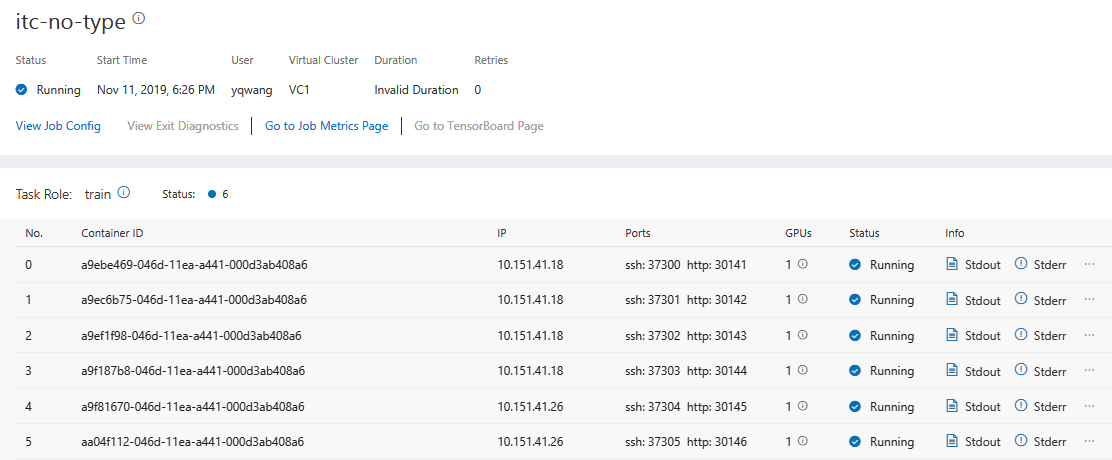 itc-no-type
Status Start Time User Virtual Cluster Duration Retries
Running Nov 11, 2019, 6:26 PM yqwang VC1 Invalid Duration 0
View Job Config View Exit Diagnostics Go to Job Metrics Page Go to TensorBoard Page
Task Role: train Status: 6
No. Container ID IP Ports GPUs Status Info
0 a9ebe469-046d-11ea-a441-000d3ab408a6 10.151.41.18 ssh: 37300 http: 30141 1 Running Stdout Stderr ...
1 a9ec6b75-046d-11ea-a441-000d3ab408a6 10.151.41.18 ssh: 37301 http: 30142 1 Running Stdout Stderr ...
2 a9ef1f98-046d-11ea-a441-000d3ab408a6 10.151.41.18 ssh: 37302 http: 30143 1 Running Stdout Stderr ...
3 a9f187b8-046d-11ea-a441-000d3ab408a6 10.151.41.18 ssh: 37303 http: 30144 1 Running Stdout Stderr ...
4 a9f81670-046d-11ea-a441-000d3ab408a6 10.151.41.26 ssh: 37304 http: 30145 1 Running Stdout Stderr ...
5 aa04f112-046d-11ea-a441-000d3ab408a6 10.151.41.26 ssh: 37305 http: 30146 1 Running Stdout Stderr ...